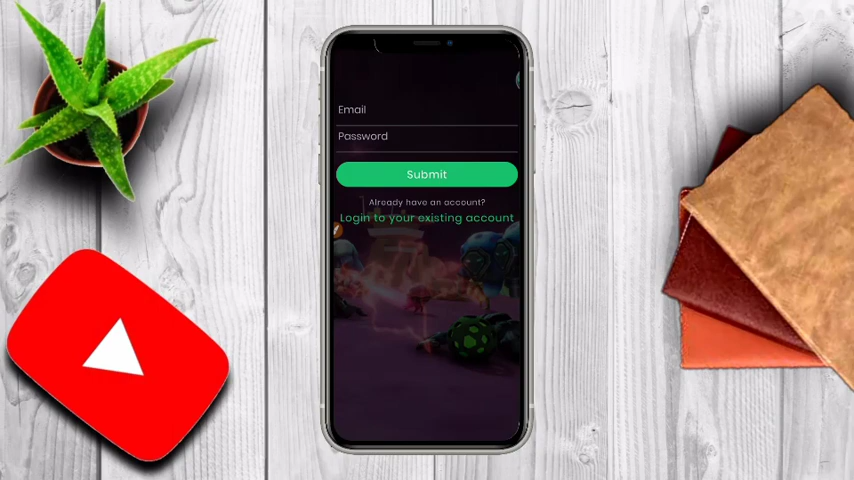 Email
Password
Submit
Already have an account?
Login to your existing account